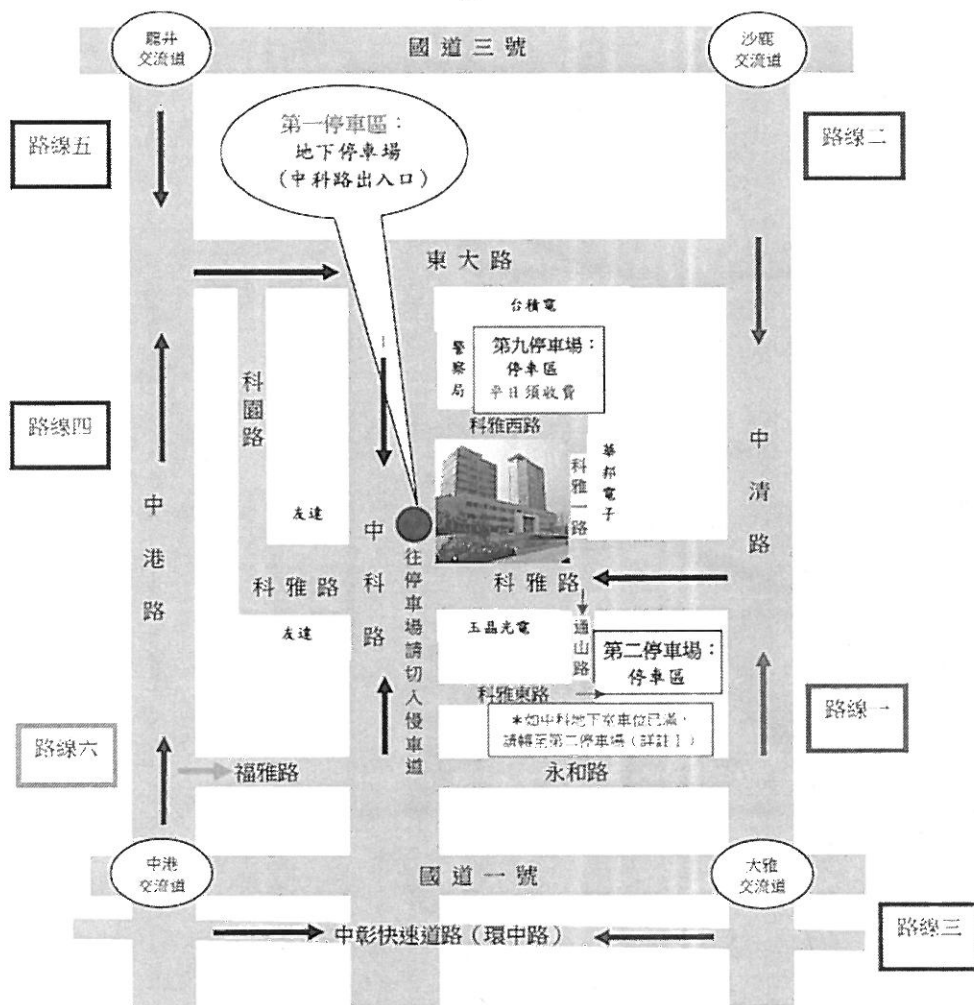 龍井
交流道
國道三號
沙鹿
交流道
路線五
第一停車區：
地下停車場
(中科路出入口)
路線二
東大路
台積電
警察局
第九停車場：
停車區
平日須收費
科園路
科雅西路
路線四
中港路
華邦電子
科雅一路
中清路
友達
中科路
往停車場請切入慢車道
科雅路
科雅路
友達
玉晶光電
通山路
第二停車場：
停車區
科雅東路
*如中科地下室車位已滿，
請轉至第二停車場（詳註1）
路線一
路線六
福雅路
永和路
中港
交流道
國道一號
大雅
交流道
中彰快速道路（環中路）
路線三